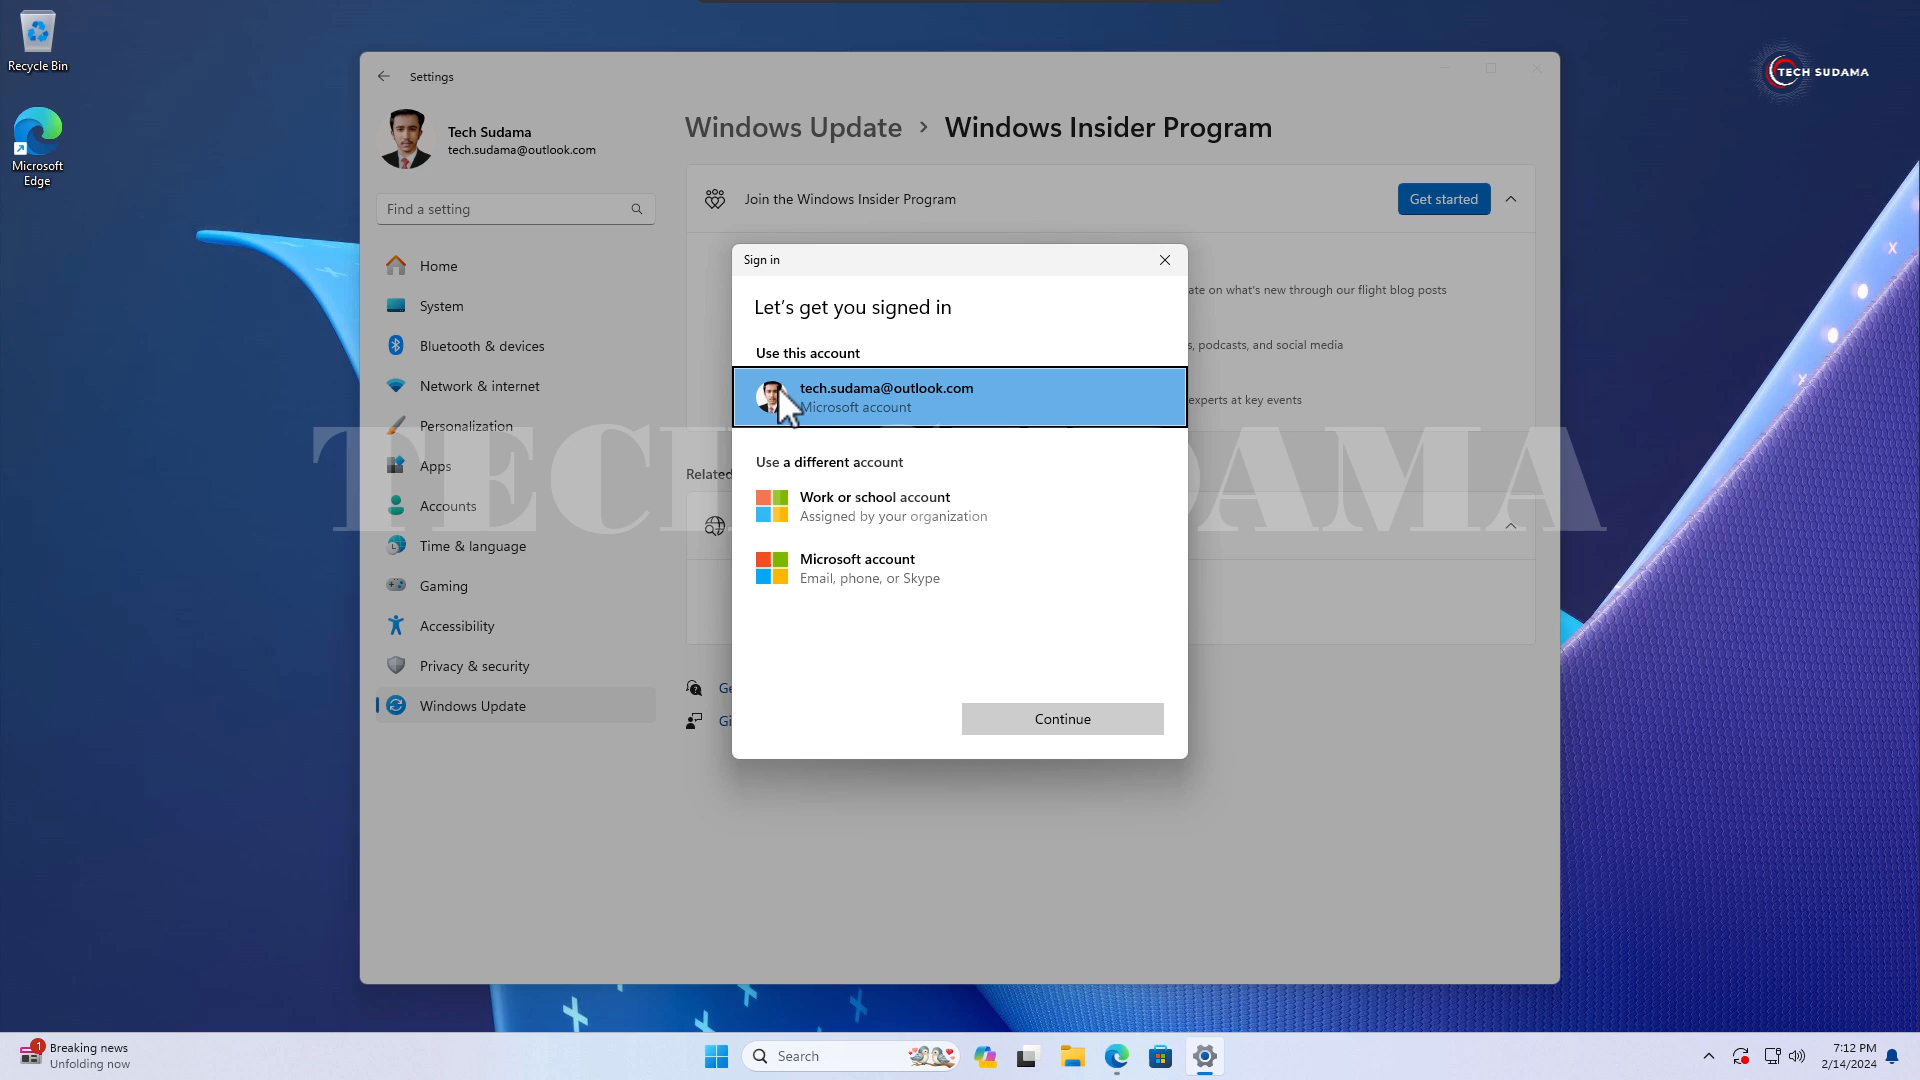 Recycle Bin
Microsoft
Edge
TECH SUDAMA
Settings
Tech Sudama
tech.sudama@outlook.com
Find a setting
Home
System
Bluetooth & devices
Network & internet
Personalization
Apps
Accounts
Time & language
Gaming
Accessibility
Privacy & security
Windows Update
Windows Update > Windows Insider Program
Join the Windows Insider Program
Get started
ate on what's new through our flight blog posts
s, podcasts, and social media
experts at key events
Related
Ge
Gi
Sign in
Let's get you signed in
Use this account
tech.sudama@outlook.com
Microsoft account
Use a different account
Work or school account
Assigned by your organization
Microsoft account
Email, phone, or Skype
Continue
TECH SUDAMA
1
Breaking news
Unfolding now
Search
7:12 PM
2/14/2024